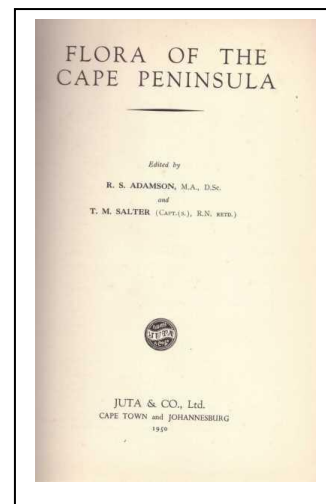 FLORA OF THE
CAPE PENINSULA
Edited by
R. S. ADAMSON, M.A., D.Sc.
and
T. M. SALTER (CAPT.(S.), R.N. RETD.)
JUTA
JUTA & CO., Ltd.
CAPE TOWN and JOHANNESBURG
1950